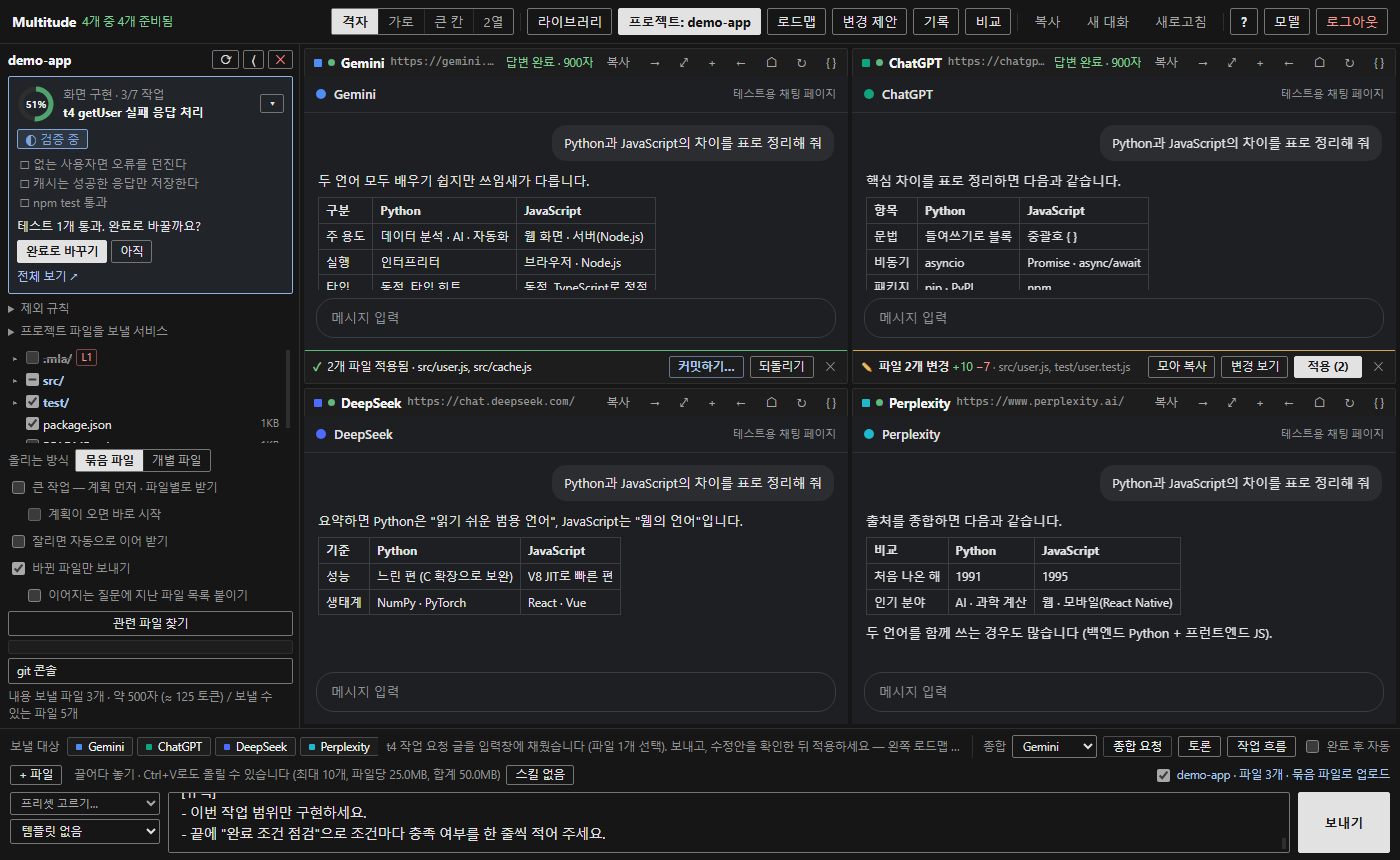 Multitude 4개 중 4개 준비됨 격자 가로 큰 칸 2열 라이브러리 프로젝트: demo-app 로드맵 변경 제안 기록 비교 복사 새 대화 새로고침 ? 모델 로그아웃
demo-app
51% 화면 구현 · 3/7 작업
t4 getUser 실패 응답 처리
검증 중
없는 사용자면 오류를 던진다
캐시는 성공한 응답만 저장한다
npm test 통과
테스트 1개 통과. 완료로 바꿀까요?
완료로 바꾸기 아직
전체 보기 ↗
제외 규칙
프로젝트 파일을 보낼 서비스
.mla/ L1
src/
test/
package.json 1KB
올리는 방식 묶음 파일 개별 파일
큰 작업 — 계획 먼저 · 파일별로 받기
계획이 오면 바로 시작
잘리면 자동으로 이어 받기
바뀐 파일만 보내기
이어지는 질문에 지난 파일 목록 붙이기
관련 파일 찾기
git 콘솔
내용 보낼 파일 3개 · 약 500자 (≈ 125 토큰) / 보낼 수
있는 파일 5개
Gemini https://gemini.... 답변 완료 · 900자 복사 → ⤢ + ← ↻ { }
Gemini 테스트용 채팅 페이지
Python과 JavaScript의 차이를 표로 정리해 줘
두 언어 모두 배우기 쉽지만 쓰임새가 다릅니다.
구분 Python JavaScript
주 용도 데이터 분석 · AI · 자동화 웹 화면 · 서버(Node.js)
실행 인터프리터 브라우저 · Node.js
타입 동적, 타입 힌트 동적, TypeScript로 정적
메시지 입력
✓ 2개 파일 적용됨 · src/user.js, src/cache.js 커밋하기... 되돌리기 ×
ChatGPT https://chatgp... 답변 완료 · 900자 복사 → ⤢ + ← ↻ { }
ChatGPT 테스트용 채팅 페이지
Python과 JavaScript의 차이를 표로 정리해 줘
핵심 차이를 표로 정리하면 다음과 같습니다.
항목 Python JavaScript
문법 들여쓰기로 블록 중괄호 { }
비동기 asyncio Promise · async/await
패키지 pip · PyPI npm
메시지 입력
파일 2개 변경 +10 −7 · src/user.js, test/user.test.js 모아 복사 변경 보기 적용 (2) ×
DeepSeek https://chat.deepseek.com/ 복사 → ⤢ + ← ↻ { }
DeepSeek 테스트용 채팅 페이지
Python과 JavaScript의 차이를 표로 정리해 줘
요약하면 Python은 "읽기 쉬운 범용 언어", JavaScript는 "웹의 언어"입니다.
기준 Python JavaScript
성능 느린 편 (C 확장으로 보완) V8 JIT로 빠른 편
생태계 NumPy · PyTorch React · Vue
메시지 입력
Perplexity https://www.perplexity.ai/ 복사 → ⤢ + ← ↻ { }
Perplexity 테스트용 채팅 페이지
Python과 JavaScript의 차이를 표로 정리해 줘
출처를 종합하면 다음과 같습니다.
비교 Python JavaScript
처음 나온 해 1991 1995
인기 분야 AI · 과학 계산 웹 · 모바일(React Native)
두 언어를 함께 쓰는 경우도 많습니다 (백엔드 Python + 프런트엔드 JS).
메시지 입력
보낼 대상 Gemini ChatGPT DeepSeek Perplexity t4 작업 요청 글을 입력창에 채웠습니다 (파일 1개 선택). 보내고, 수정안을 확인한 뒤 적용하세요 — 왼쪽 로드맵 ... 종합 Gemini 종합 요청 토론 작업 흐름 완료 후 자동
+ 파일 끌어다 놓기 · Ctrl+V로도 올릴 수 있습니다 (최대 10개, 파일당 25.0MB, 합계 50.0MB) 스킬 없음 demo-app · 파일 3개 · 묶음 파일로 업로드
프리셋 고르기...
템플릿 없음
- 이번 작업 범위만 구현하세요.
- 끝에 "완료 조건 점검"으로 조건마다 충족 여부를 한 줄씩 적어 주세요.
보내기